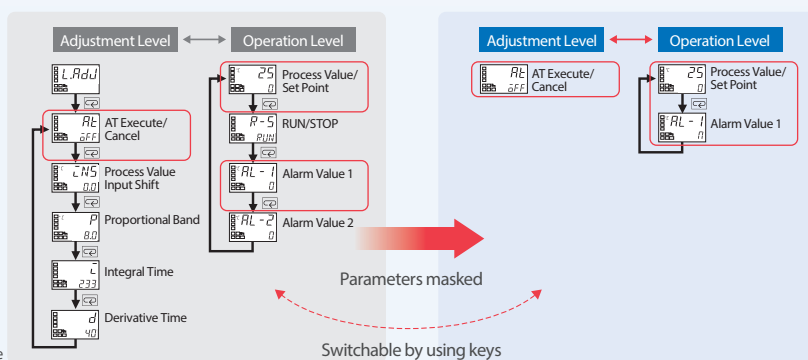 Adjustment Level
Operation Level
L.AdJ
At
oFF
AT Execute/
Cancel
INS
0.0
Process Value
Input Shift
P
8.0
Proportional Band
i
233
Integral Time
d
40
Derivative Time
°C 25
0
Process Value/
Set Point
R-S
RUN
RUN/STOP
°C AL-1
0
Alarm Value 1
°C AL-2
0
Alarm Value 2
Parameters masked
Switchable by using keys
Adjustment Level
Operation Level
At
oFF
AT Execute/
Cancel
°C 25
0
Process Value/
Set Point
°C AL-1
0
Alarm Value 1
e